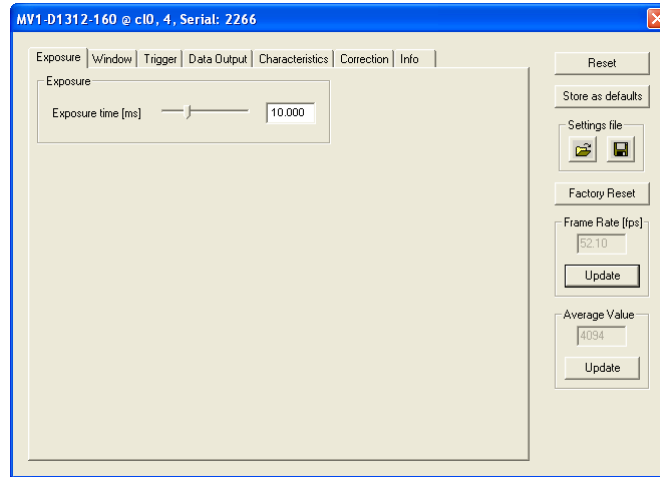 MV1-D1312-160 @ cl0, 4, Serial: 2266
Exposure Window Trigger Data Output Characteristics Correction Info
Exposure
Exposure time [ms] 10.000
Reset
Store as defaults
Settings file
Factory Reset
Frame Rate [fps]
52.10
Update
Average Value
4094
Update